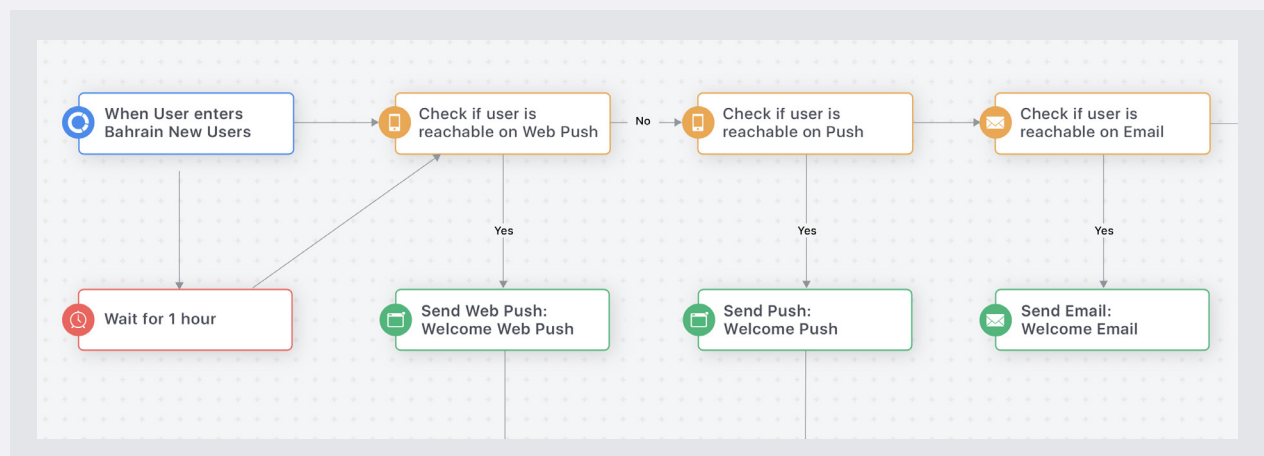 When User enters
Bahrain New Users
Check if user is
reachable on Web Push
No
Check if user is
reachable on Push
Check if user is
reachable on Email
Yes
Yes
Yes
Wait for 1 hour
Send Web Push:
Welcome Web Push
Send Push:
Welcome Push
Send Email:
Welcome Email